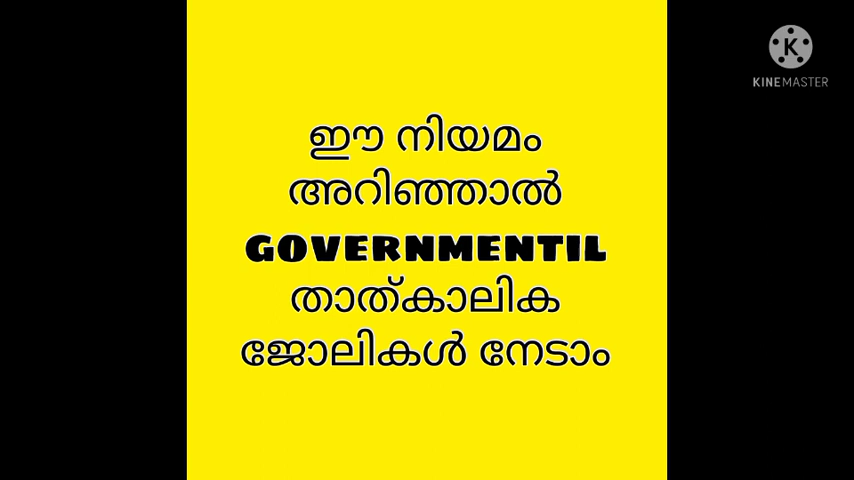 KINEMASTER
ഈ നിയമം
അറിഞ്ഞാൽ
GOVERNMENTIL
താത്കാലിക
ജോലികൾ നേടാം